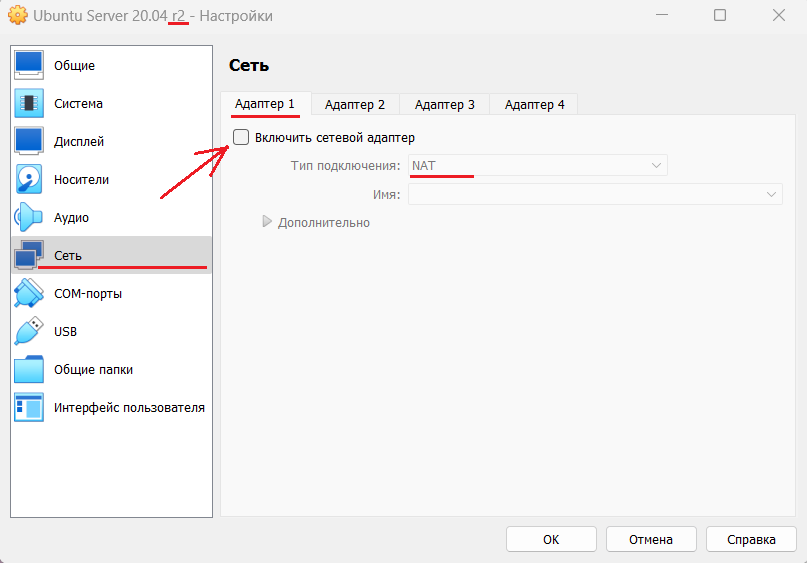 Ubuntu Server 20.04 r2 - Настройки
Общие
Система
Дисплей
Носители
Аудио
Сеть
COM-порты
USB
Общие папки
Интерфейс пользователя
Сеть
Адаптер 1 Адаптер 2 Адаптер 3 Адаптер 4
Включить сетевой адаптер
Тип подключения: NAT
Имя:
Дополнительно
OK Отмена Справка